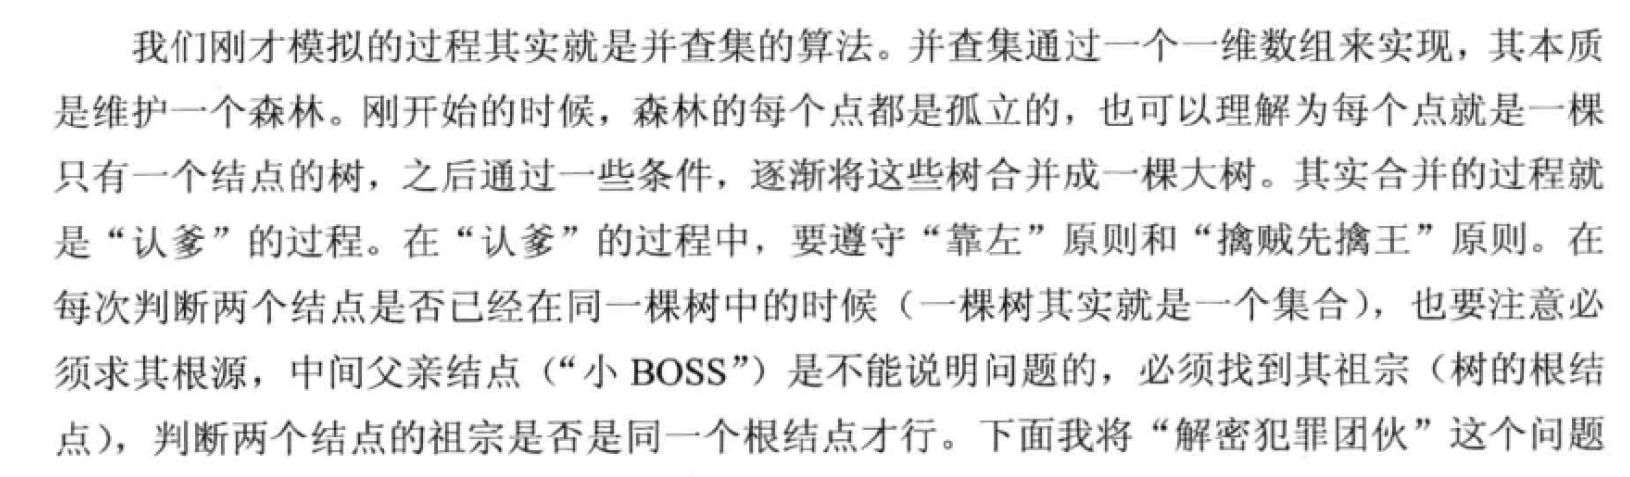 我们刚才模拟的过程其实就是并查集的算法。并查集通过一个一维数组来实现，其本质
是维护一个森林。刚开始的时候，森林的每个点都是孤立的，也可以理解为每个点就是一棵
只有一个结点的树，之后通过一些条件，逐渐将这些树合并成一棵大树。其实合并的过程就
是“认爹”的过程。在“认爹”的过程中，要遵守“靠左”原则和“擒贼先擒王”原则。在
每次判断两个结点是否已经在同一棵树中的时候（一棵树其实就是一个集合），也要注意必
须求其根源，中间父亲结点（“小 BOSS”）是不能说明问题的，必须找到其祖宗（树的根结
点），判断两个结点的祖宗是否是同一个根结点才行。下面我将“解密犯罪团伙”这个问题